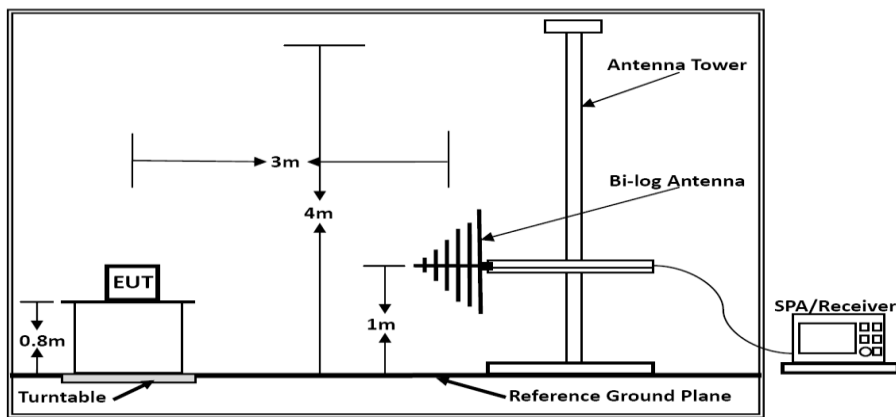 Antenna Tower
3m
Bi-log Antenna
4m
EUT
SPA/Receiver
0.8m
1m
Turntable
Reference Ground Plane